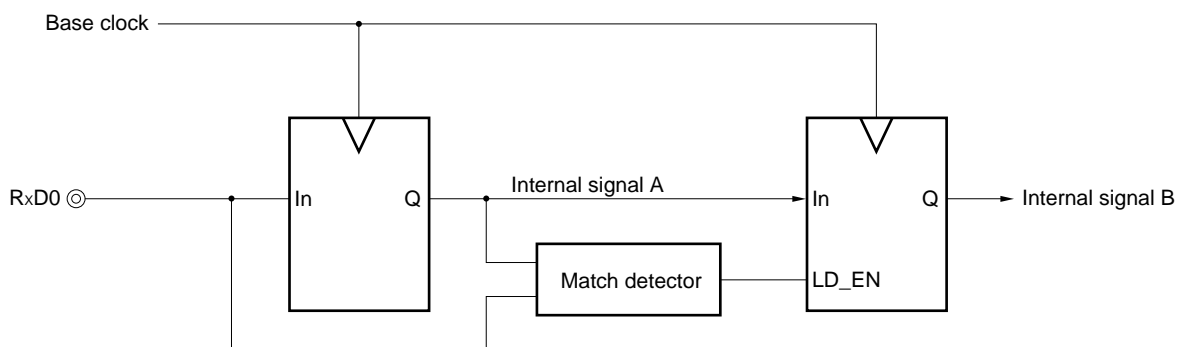 Base clock
RxD0
In
Q
Internal signal A
In
Q
Internal signal B
Match detector
LD_EN